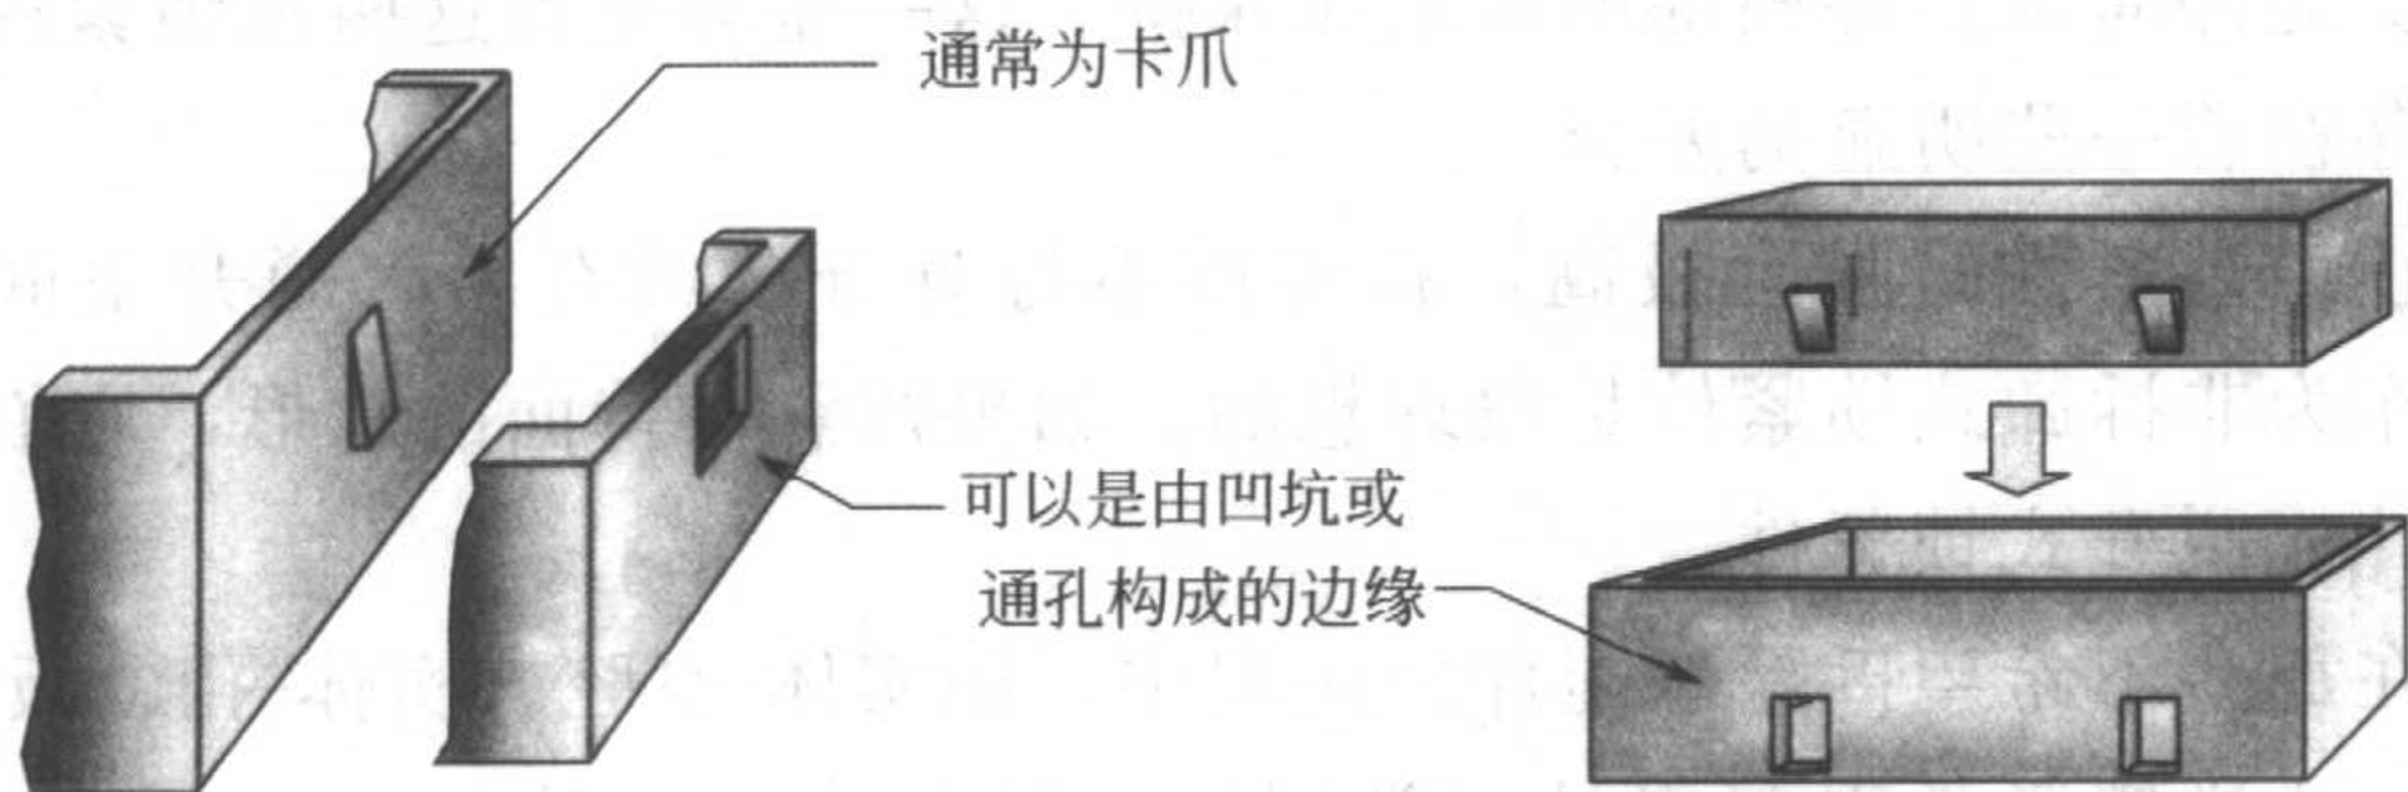 通常为卡爪
可以是由凹坑或
通孔构成的边缘